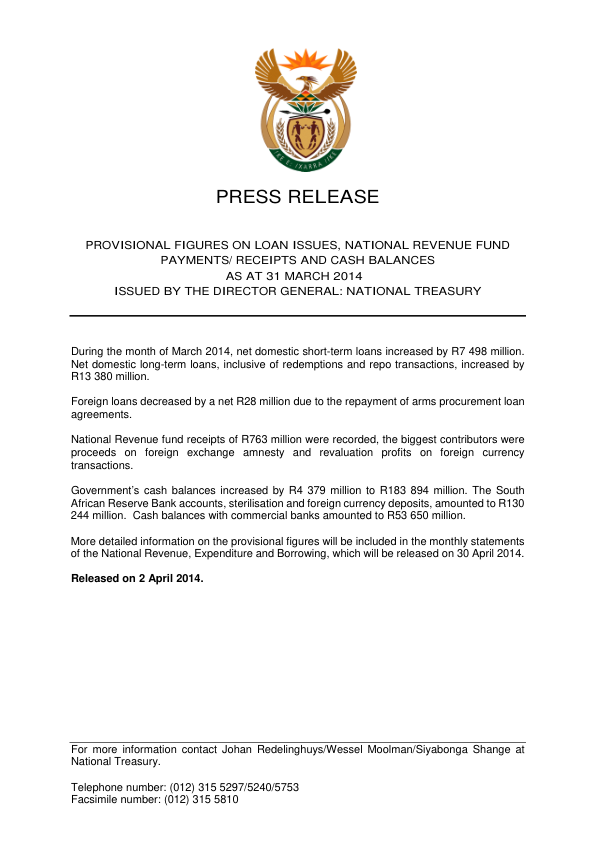 !KE E: /XARRA //KE
PRESS RELEASE
PROVISIONAL FIGURES ON LOAN ISSUES, NATIONAL REVENUE FUND
PAYMENTS/ RECEIPTS AND CASH BALANCES
AS AT 31 MARCH 2014
ISSUED BY THE DIRECTOR GENERAL: NATIONAL TREASURY
During the month of March 2014, net domestic short-term loans increased by R7 498 million.
Net domestic long-term loans, inclusive of redemptions and repo transactions, increased by
R13 380 million.
Foreign loans decreased by a net R28 million due to the repayment of arms procurement loan
agreements.
National Revenue fund receipts of R763 million were recorded, the biggest contributors were
proceeds on foreign exchange amnesty and revaluation profits on foreign currency
transactions.
Government’s cash balances increased by R4 379 million to R183 894 million. The South
African Reserve Bank accounts, sterilisation and foreign currency deposits, amounted to R130
244 million.  Cash balances with commercial banks amounted to R53 650 million.
More detailed information on the provisional figures will be included in the monthly statements
of the National Revenue, Expenditure and Borrowing, which will be released on 30 April 2014.
Released on 2 April 2014.
For more information contact Johan Redelinghuys/Wessel Moolman/Siyabonga Shange at
National Treasury.
Telephone number: (012) 315 5297/5240/5753
Facsimile number: (012) 315 5810